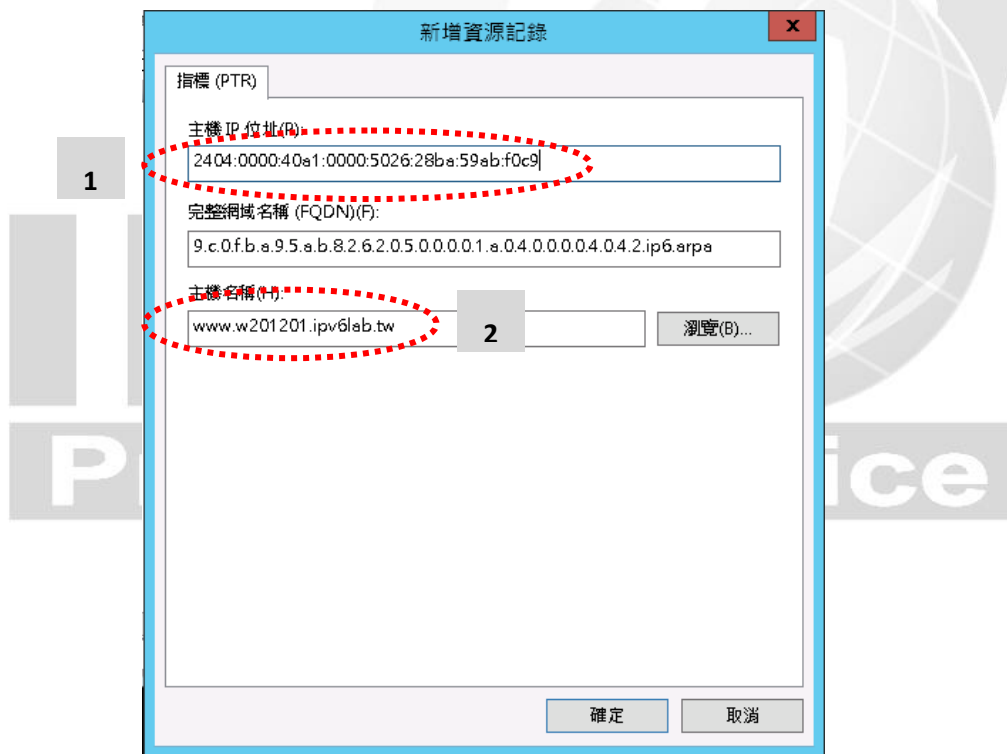 新增資源記錄
x
指標 (PTR)
主機 IP 位址(P):
1
2404:0000:40a1:0000:5026:28ba:59ab:f0c9
完整網域名稱 (FQDN)(F):
9.c.0.f.b.a.9.5.a.b.8.2.6.2.0.5.0.0.0.0.1.a.0.4.0.0.0.0.4.0.4.2.ip6.arpa
主機名稱(H):
www.w201201.ipv6lab.tw
2
瀏覽(B)...
確定
取消
P
ice